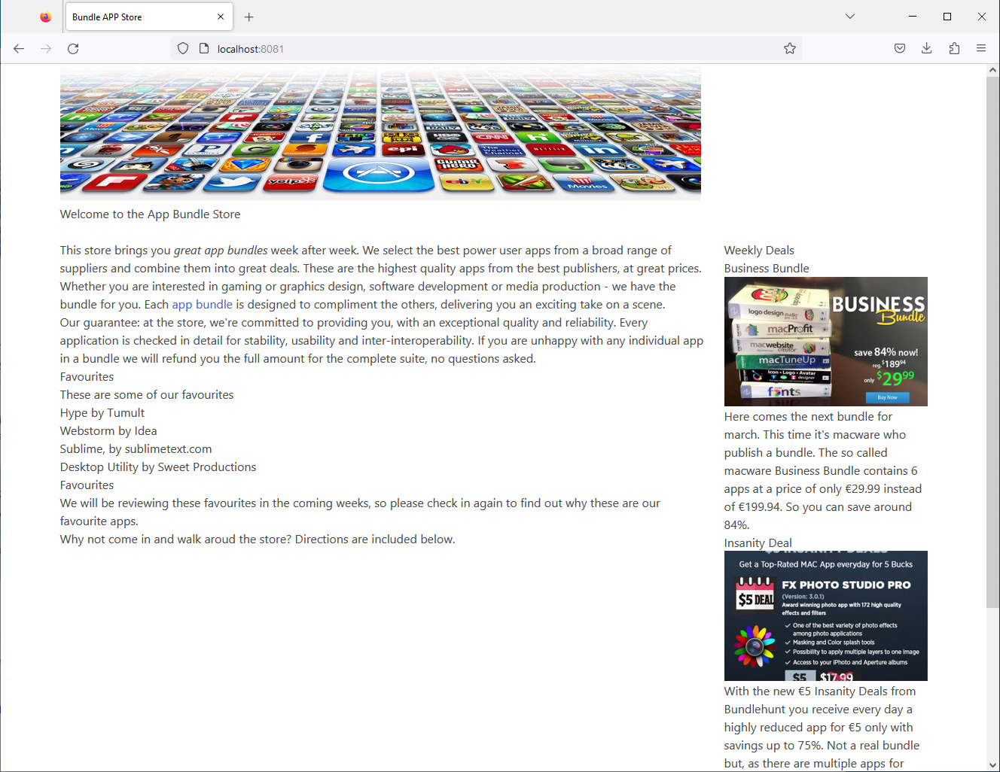 Bundle APP Store
localhost:8081
facebook
epi
HBO
CNN
Weather Channel
NETFLIX
in
yelp
GUITAR HERO
ebY
Movies
Welcome to the App Bundle Store
This store brings you great app bundles week after week. We select the best power user apps from a broad range of
suppliers and combine them into great deals. These are the highest quality apps from the best publishers, at great prices.
Whether you are interested in gaming or graphics design, software development or media production - we have the
bundle for you. Each app bundle is designed to compliment the others, delivering you an exciting take on a scene.
Our guarantee: at the store, we're committed to providing you, with an exceptional quality and reliability. Every
application is checked in detail for stability, usability and inter-interoperability. If you are unhappy with any individual app
in a bundle we will refund you the full amount for the complete suite, no questions asked.
Favourites
These are some of our favourites
Hype by Tumult
Webstorm by Idea
Sublime, by sublimetext.com
Desktop Utility by Sweet Productions
Favourites
We will be reviewing these favourites in the coming weeks, so please check in again to find out why these are our
favourite apps.
Why not come in and walk aroud the store? Directions are included below.
Weekly Deals
Business Bundle
logo design studio
macProfit
macwebsite creator
macTuneUp
Icon • Logo • Avatar designer
fonts
BUSINESS
Bundle
save 84% now!
reg. $189.94
only $29.99
Buy Now
Here comes the next bundle for
march. This time it's macware who
publish a bundle. The so called
macware Business Bundle contains 6
apps at a price of only €29.99 instead
of €199.94. So you can save around
84%.
Insanity Deal
$5 INSANITY DEALS
Get a Top-Rated MAC App everyday for 5 Bucks
$5 DEAL
FX PHOTO STUDIO PRO
(Version: 3.0.1)
Award winning photo app with 172 high quality
effects and filters
One of the best variety of photo effects
among photo applications
Masking and Color splash tools
Possibility to apply multiple layers to one image
Access to your iPhoto and Aperture albums
$5 $17.99
With the new €5 Insanity Deals from
Bundlehunt you receive every day a
highly reduced app for €5 only with
savings up to 75%. Not a real bundle
but, as there are multiple apps for